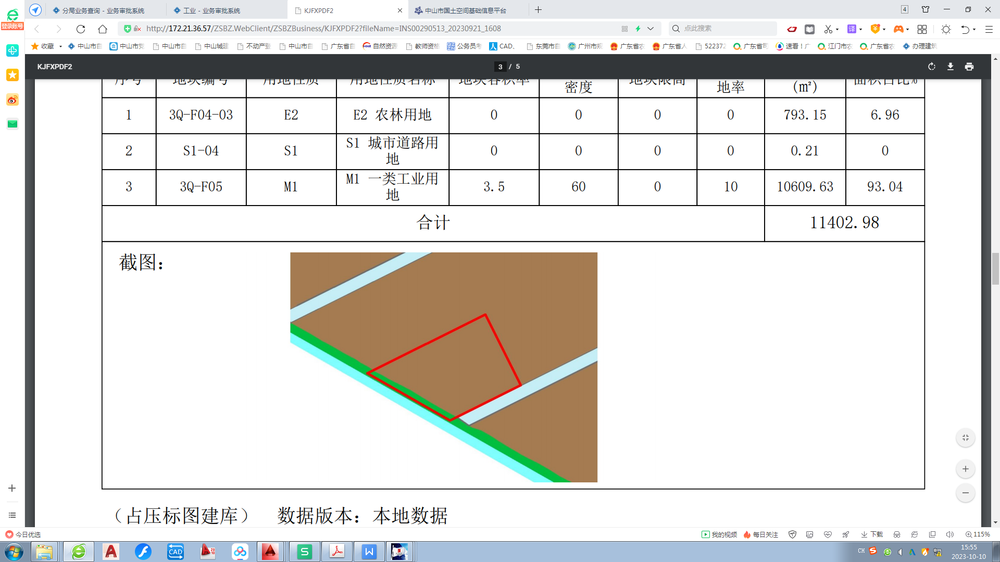 分局业务查询 - 业务审批系统
工业 - 业务审批系统
KJFXPDF2
中山市国土空间基础信息平台
4
登录账号
http://172.21.36.57/ZSBZ.WebClient/ZSBZBusiness/KJFXPDF2?fileName=INS00290513_20230921_1608
点此搜索
收藏
中山市自
中山市党
中山市自
中山城建
不动产登
中山市自
广东省自
自然资源
教师资格
公务员考
CAD、
东莞市自
广州市规
广东省农
广东省人
522372
广东省司
速看！广
江门市农
广东省农
办理建筑
KJFXPDF2
3 / 5
序号 地块编号 用地性质 用地性质名称 地块容积率 密度 地块限高 地率 (㎡) 面积占比%
1 3Q-F04-03 E2 E2 农林用地 0 0 0 0 793.15 6.96
2 S1-04 S1 S1 城市道路用地 0 0 0 0 0.21 0
3 3Q-F05 M1 M1 一类工业用地 3.5 60 0 10 10609.63 93.04
合计 11402.98
截图：
（占压标图建库） 数据版本：本地数据
今日优选
我的视频
每日关注
下载
115%
CH
15:55
2023-10-10